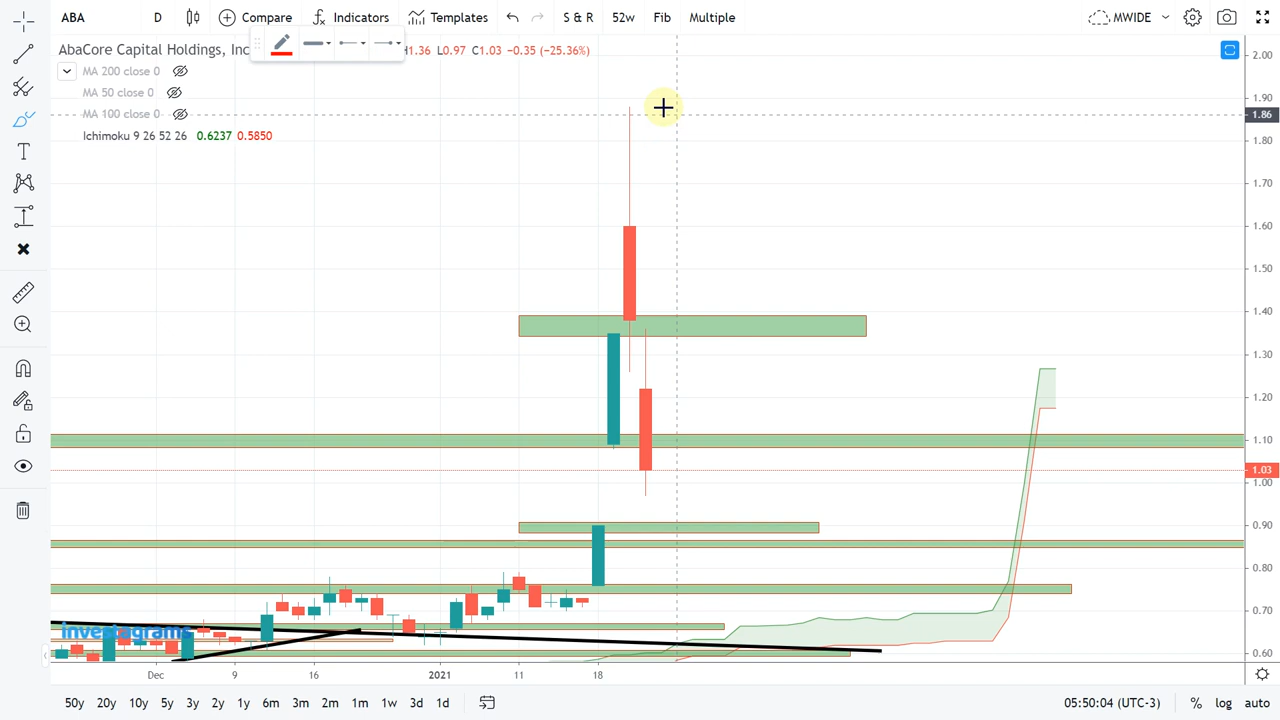 ABA D Compare Indicators Templates S & R 52w Fib Multiple MWIDE
AbaCore Capital Holdings, Inc H1.36 L0.97 C1.03 −0.35 (−25.36%)
MA 200 close 0
MA 50 close 0
MA 100 close 0
Ichimoku 9 26 52 26 0.6237 0.5850
2.00
1.90
1.86
1.80
1.70
1.60
1.50
1.40
1.30
1.20
1.10
1.03
1.00
0.90
0.80
0.70
0.60
investagrams
Dec 9 16 2021 11 18
50y 20y 10y 5y 3y 2y 1y 6m 3m 2m 1m 1w 3d 1d 05:50:04 (UTC-3) % log auto